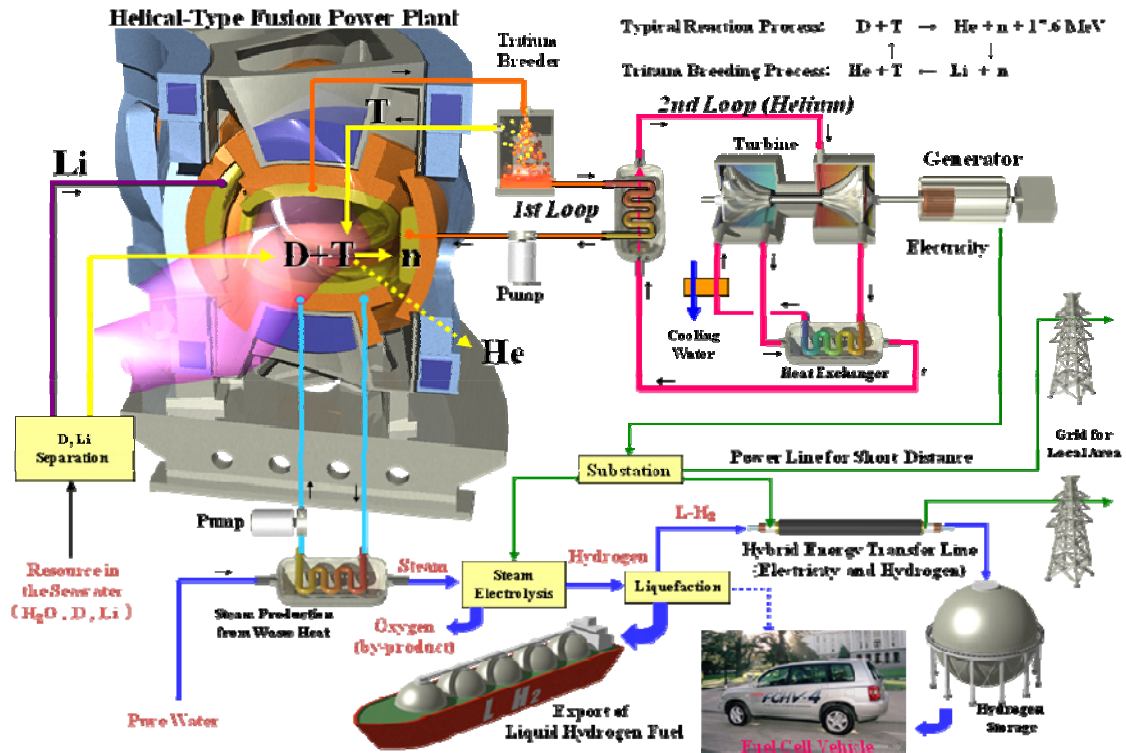 Helical-Type Fusion Power Plant
Typical Reaction Process: D + T → He + n + 17.6 MeV
Tritium Breeding Process: He + T ← Li + n
Tritium
Breeder
2nd Loop (Helium)
T
Li
Turbine
Generator
1st Loop
D+T
n
Electricity
Pump
He
Cooling
Water
Heat Exchanger
D, Li
Separation
Grid for
Local Area
Substation
Power Line for Short Distance
Pump
L-H2
Hybrid Energy Transfer Line
(Electricity and Hydrogen)
Resource in
the Seawater
( H2O , D , Li )
Steam
Hydrogen
Steam
Electrolysis
Liquefaction
Steam Production
from Waste Heat
Oxygen
(by-product)
L H2
FCHV-4
Pure Water
Export of
Liquid Hydrogen Fuel
Hydrogen
Storage
Fuel Cell Vehicle